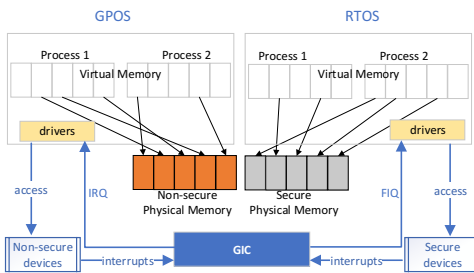 GPOS
RTOS
Process 1
Process 2
Virtual Memory
Process 1
Process 2
Virtual Memory
drivers
drivers
access
IRQ
Non-secure
Physical Memory
Secure
Physical Memory
FIQ
access
Non-secure
devices
interrupts
GIC
interrupts
Secure
devices